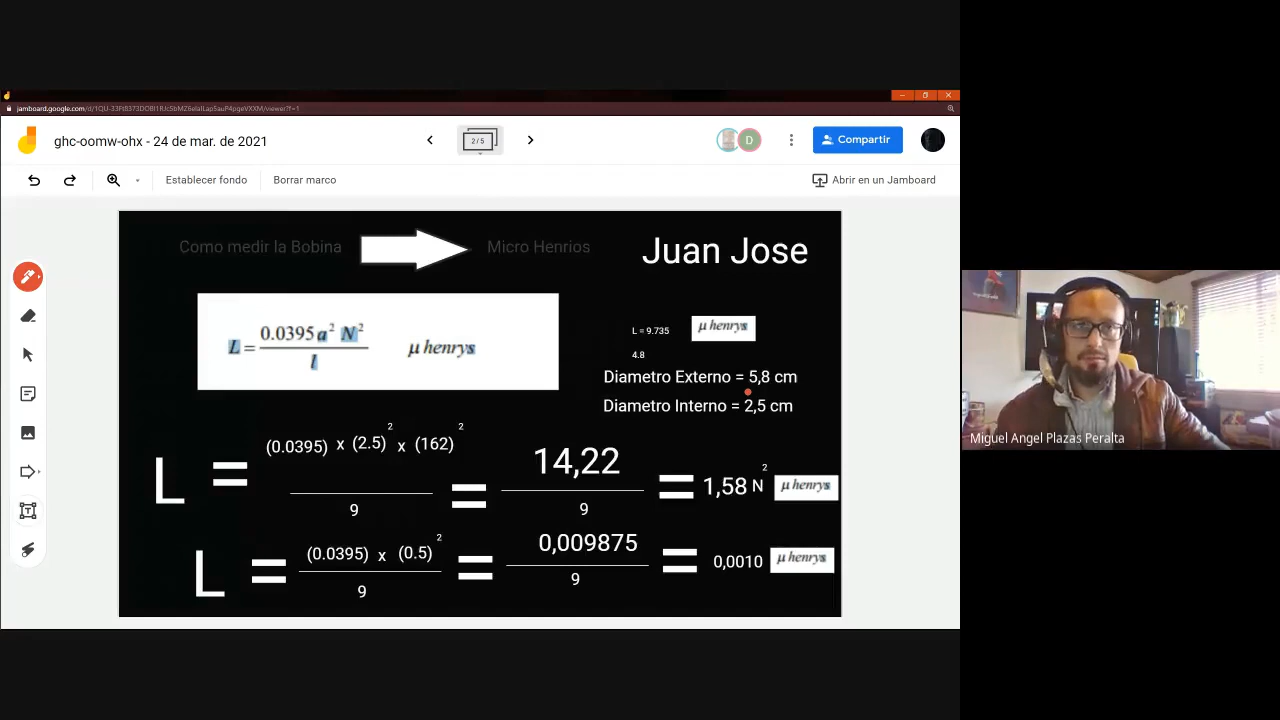 ghc-oomw-ohx - 24 de mar. de 2021
2/5
D
Compartir
Establecer fondo
Borrar marco
Abrir en un Jamboard
Como medir la Bobina
Micro Henrios
Juan Jose
L = 0.0395 a² N² / l μ henrys
L = 9.735 μ henrys
4.8
Diametro Externo = 5,8 cm
Diametro Interno = 2,5 cm
L = (0.0395) x (2.5)² x (162)² / 9 = 14,22 / 9 = 1,58 N² μ henrys
L = (0.0395) x (0.5)² / 9 = 0,009875 / 9 = 0,0010 μ henrys
Miguel Angel Plazas Peralta